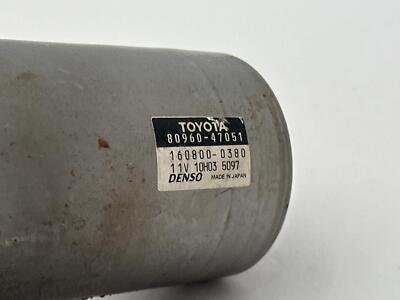 TOYOTA
80960-47051
160800-0380
11V 10H03 5097
DENSO MADE IN JAPAN